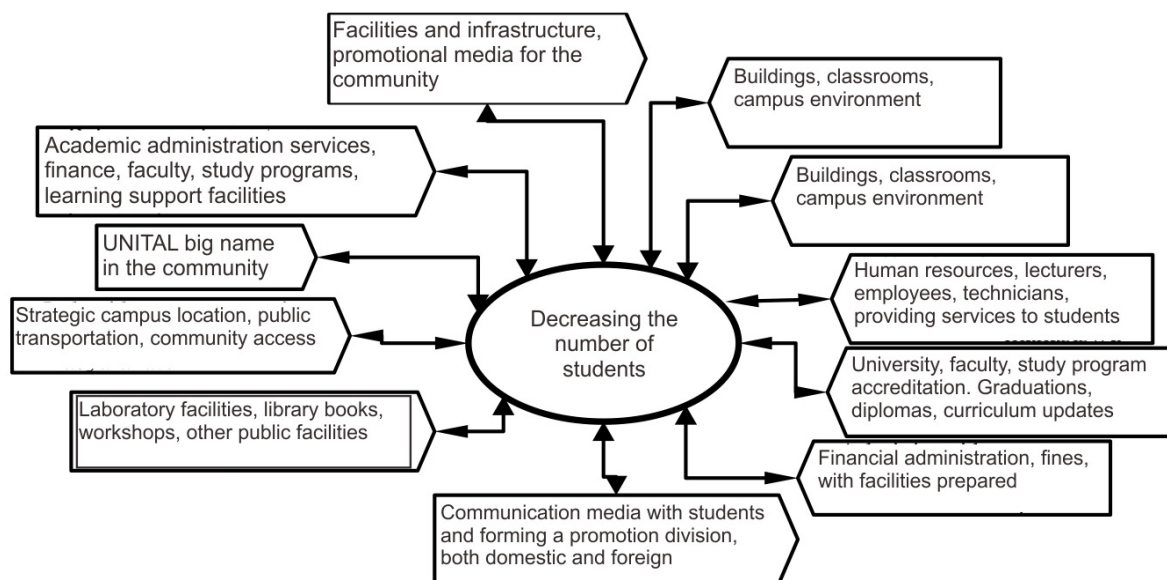 Facilities and infrastructure,
promotional media for the
community
Buildings, classrooms,
campus environment
Academic administration services,
finance, faculty, study programs,
learning support facilities
Buildings, classrooms,
campus environment
UNITAL big name
in the community
Human resources, lecturers,
employees, technicians,
providing services to students
Strategic campus location, public
transportation, community access
Decreasing the
number of
students
University, faculty, study program
accreditation. Graduations,
diplomas, curriculum updates
Laboratory facilities, library books,
workshops, other public facilities
Financial administration, fines,
with facilities prepared
Communication media with students
and forming a promotion division,
both domestic and foreign